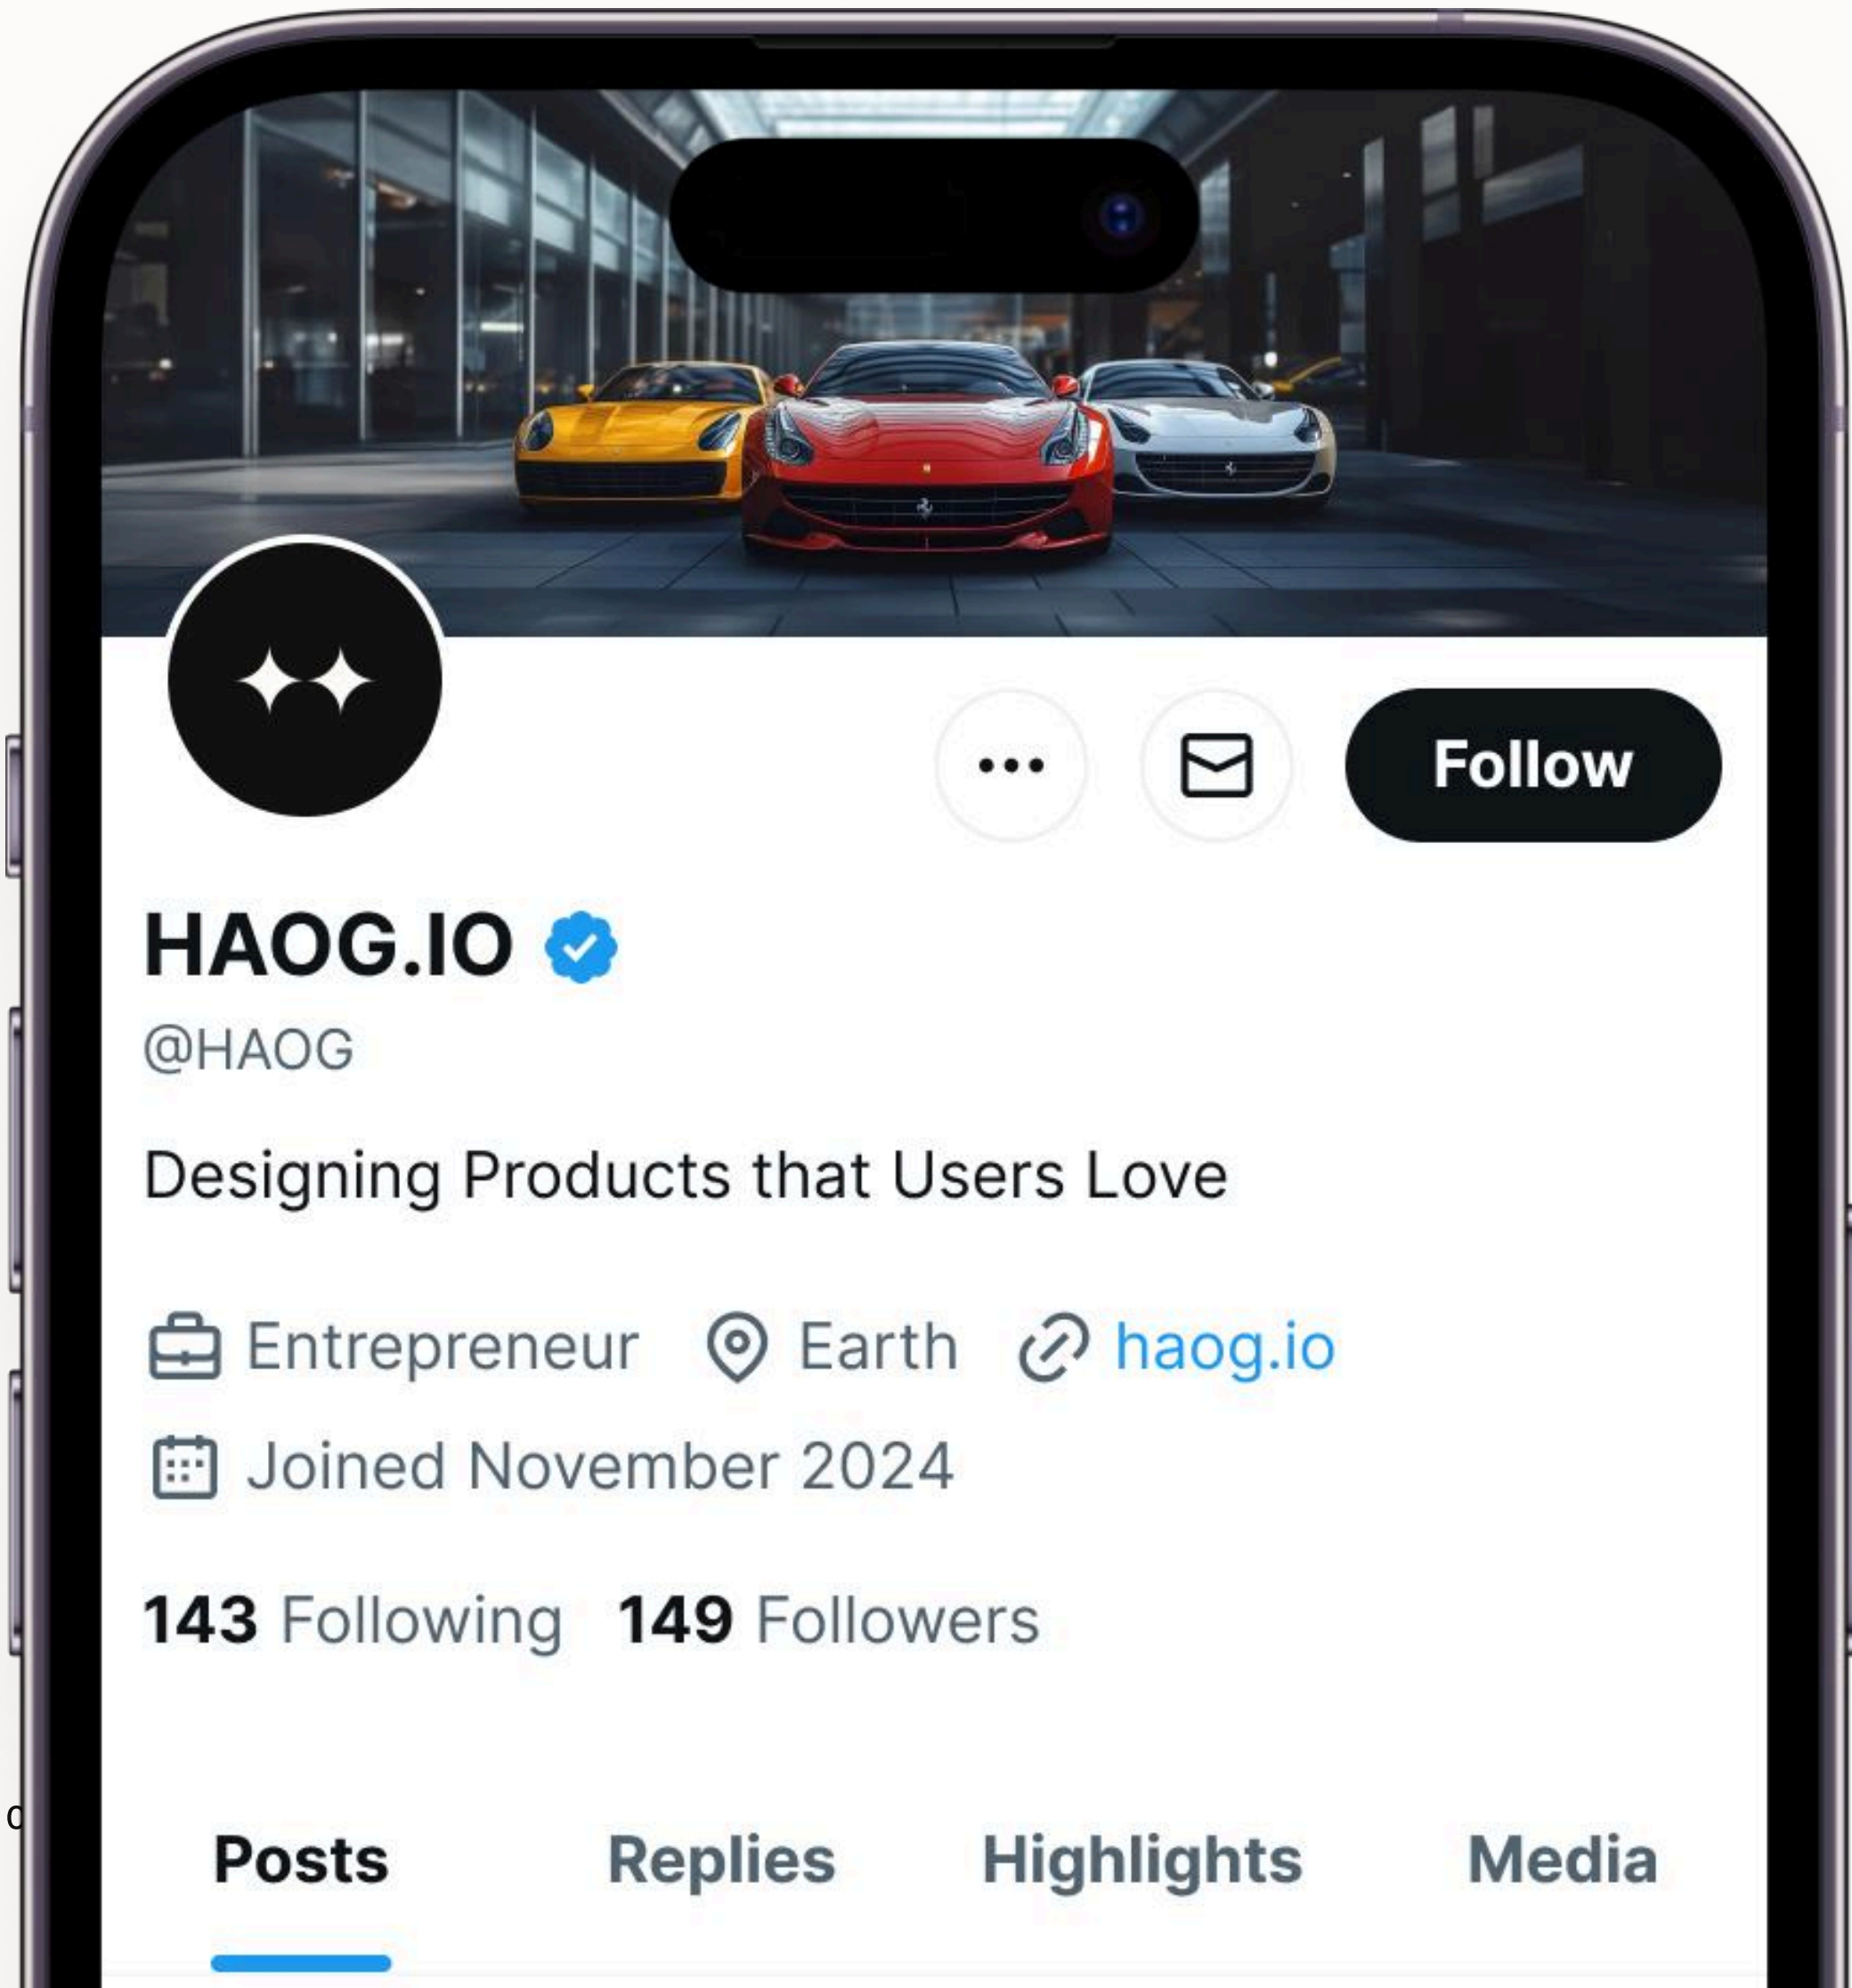 Follow
HAOG.IO
@HAOG
Designing Products that Users Love
Entrepreneur Earth haog.io
Joined November 2024
143 Following 149 Followers
Posts Replies Highlights Media